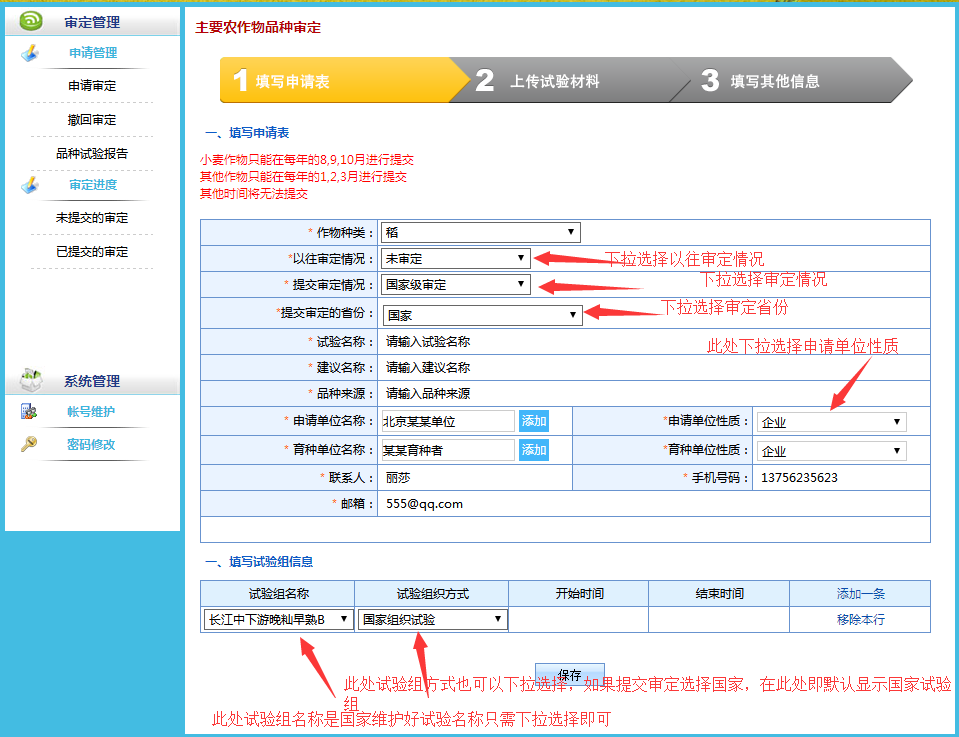 审定管理
申请管理
申请审定
撤回审定
品种试验报告
审定进度
未提交的审定
已提交的审定
系统管理
帐号维护
密码修改
主要农作物品种审定
1 填写申请表 2 上传试验材料 3 填写其他信息
一、填写申请表
小麦作物只能在每年的8,9,10月进行提交
其他作物只能在每年的1,2,3月进行提交
其他时间将无法提交
* 作物种类： 稻
*以往审定情况： 未审定 下拉选择以往审定情况
* 提交审定情况： 国家级审定 下拉选择审定情况
*提交审定的省份： 国家 下拉选择审定省份
* 试验名称： 请输入试验名称
此处下拉选择申请单位性质
* 建议名称： 请输入建议名称
* 品种来源： 请输入品种来源
* 申请单位名称： 北京某某单位 添加 *申请单位性质： 企业
* 育种单位名称： 某某育种者 添加 *育种单位性质： 企业
* 联系人： 丽莎 * 手机号码： 13756235623
* 邮箱： 555@qq.com
一、填写试验组信息
试验组名称 试验组织方式 开始时间 结束时间 添加一条
长江中下游晚籼早熟B 国家组织试验 移除本行
保存
此处试验组方式也可以下拉选择，如果提交审定选择国家，在此处即默认显示国家试验
组
此处试验组名称是国家维护好试验名称只需下拉选择即可